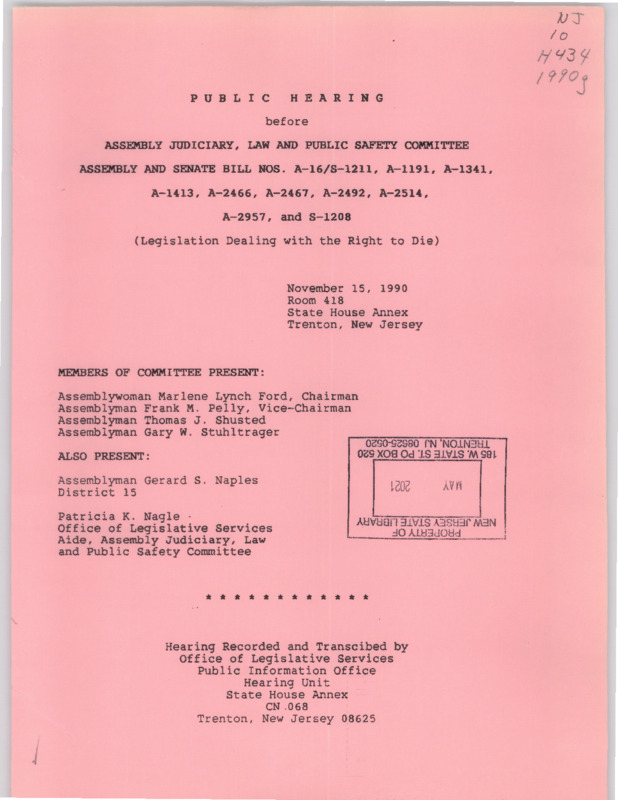 NJ
10
H434
1990g
PUBLIC HEARING
before
ASSEMBLY JUDICIARY, LAW AND PUBLIC SAFETY COMMITTEE
ASSEMBLY AND SENATE BILL NOS. A-16/S-1211, A-1191, A-1341,
A-1413, A-2466, A-2467, A-2492, A-2514,
A-2957, and S-1208
(Legislation Dealing with the Right to Die)
November 15, 1990
Room 418
State House Annex
Trenton, New Jersey
MEMBERS OF COMMITTEE PRESENT:
Assemblywoman Marlene Lynch Ford, Chairman
Assemblyman Frank M. Pelly, Vice-Chairman
Assemblyman Thomas J. Shusted
Assemblyman Gary W. Stuhltrager
ALSO PRESENT:
Assemblyman Gerard S. Naples
District 15
Patricia K. Nagle
Office of Legislative Services
Aide, Assembly Judiciary, Law
and Public Safety Committee
PROPERTY OF
NEW JERSEY STATE LIBRARY
MAY 2021
185 W. STATE ST. PO BOX 520
TRENTON, NJ 08625-0520
* * * * * * * * * * * *
Hearing Recorded and Transcibed by
Office of Legislative Services
Public Information Office
Hearing Unit
State House Annex
CN 068
Trenton, New Jersey 08625